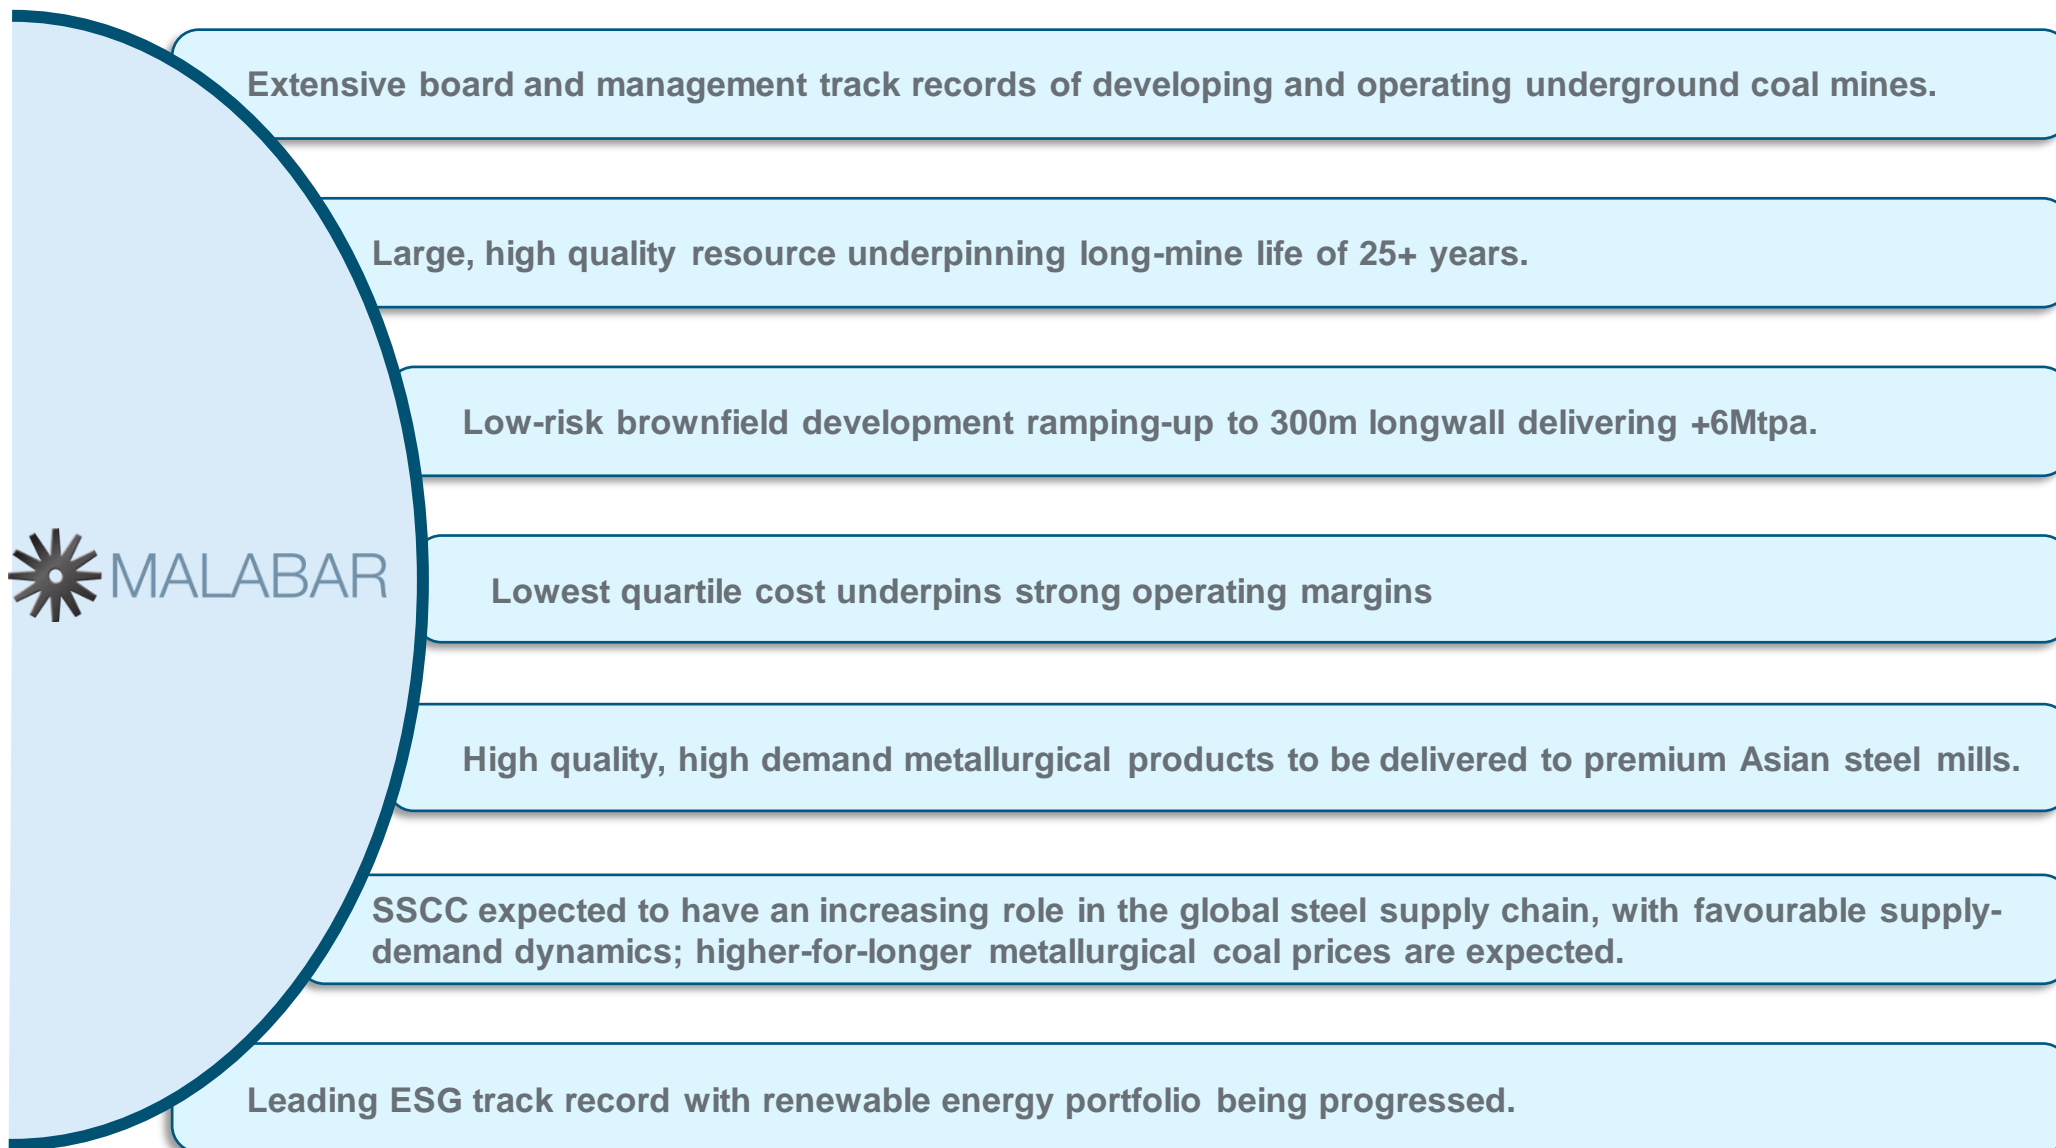 Extensive board and management track records of developing and operating underground coal mines.
Large, high quality resource underpinning long-mine life of 25+ years.
Low-risk brownfield development ramping-up to 300m longwall delivering +6Mtpa.
MALABAR
Lowest quartile cost underpins strong operating margins
High quality, high demand metallurgical products to be delivered to premium Asian steel mills.
SSCC expected to have an increasing role in the global steel supply chain, with favourable supply-
demand dynamics; higher-for-longer metallurgical coal prices are expected.
Leading ESG track record with renewable energy portfolio being progressed.